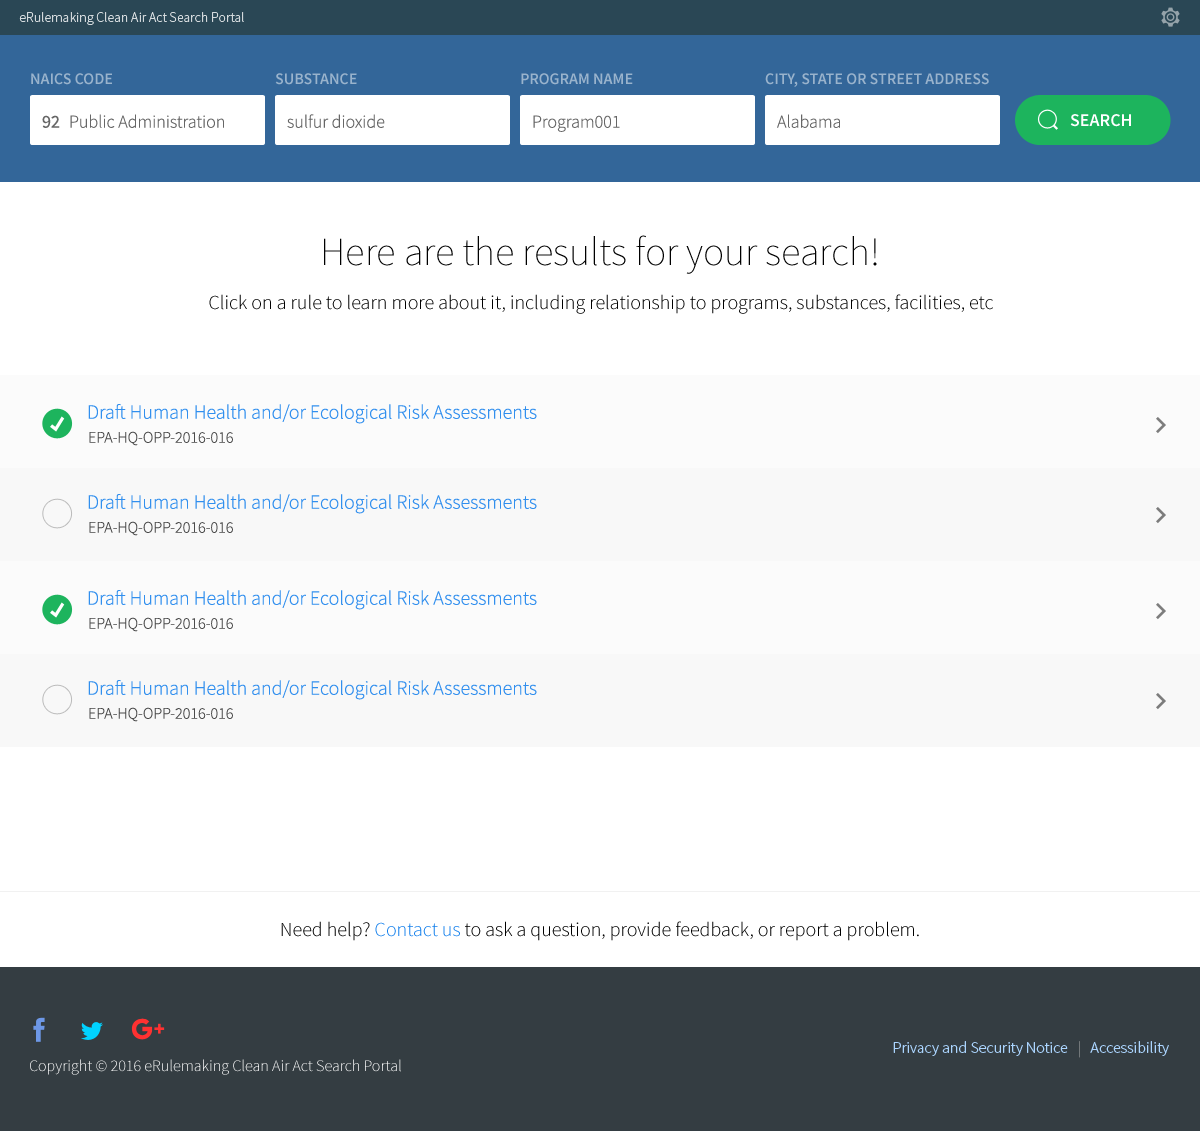 eRulemaking Clean Air Act Search Portal
NAICS CODE
SUBSTANCE
PROGRAM NAME
CITY, STATE OR STREET ADDRESS
92 Public Administration
sulfur dioxide
Program001
Alabama
SEARCH
Here are the results for your search!
Click on a rule to learn more about it, including relationship to programs, substances, facilities, etc
Draft Human Health and/or Ecological Risk Assessments
EPA-HQ-OPP-2016-016
Draft Human Health and/or Ecological Risk Assessments
EPA-HQ-OPP-2016-016
Draft Human Health and/or Ecological Risk Assessments
EPA-HQ-OPP-2016-016
Draft Human Health and/or Ecological Risk Assessments
EPA-HQ-OPP-2016-016
Need help? Contact us to ask a question, provide feedback, or report a problem.
f
G+
Copyright © 2016 eRulemaking Clean Air Act Search Portal
Privacy and Security Notice | Accessibility